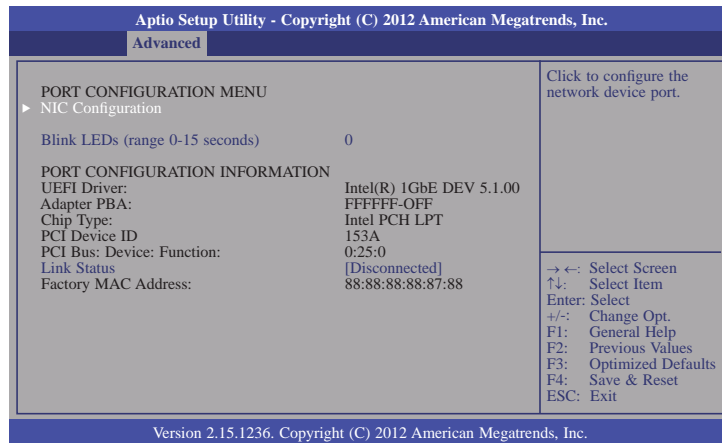 Aptio Setup Utility - Copyright (C) 2012 American Megatrends, Inc.
Advanced
PORT CONFIGURATION MENU
► NIC Configuration
Blink LEDs (range 0-15 seconds) 0
PORT CONFIGURATION INFORMATION
UEFI Driver: Intel(R) 1GbE DEV 5.1.00
Adapter PBA: FFFFFF-OFF
Chip Type: Intel PCH LPT
PCI Device ID 153A
PCI Bus: Device: Function: 0:25:0
Link Status [Disconnected]
Factory MAC Address: 88:88:88:88:87:88
Click to configure the
network device port.
→ ←: Select Screen
↑↓: Select Item
Enter: Select
+/-: Change Opt.
F1: General Help
F2: Previous Values
F3: Optimized Defaults
F4: Save & Reset
ESC: Exit
Version 2.15.1236. Copyright (C) 2012 American Megatrends, Inc.